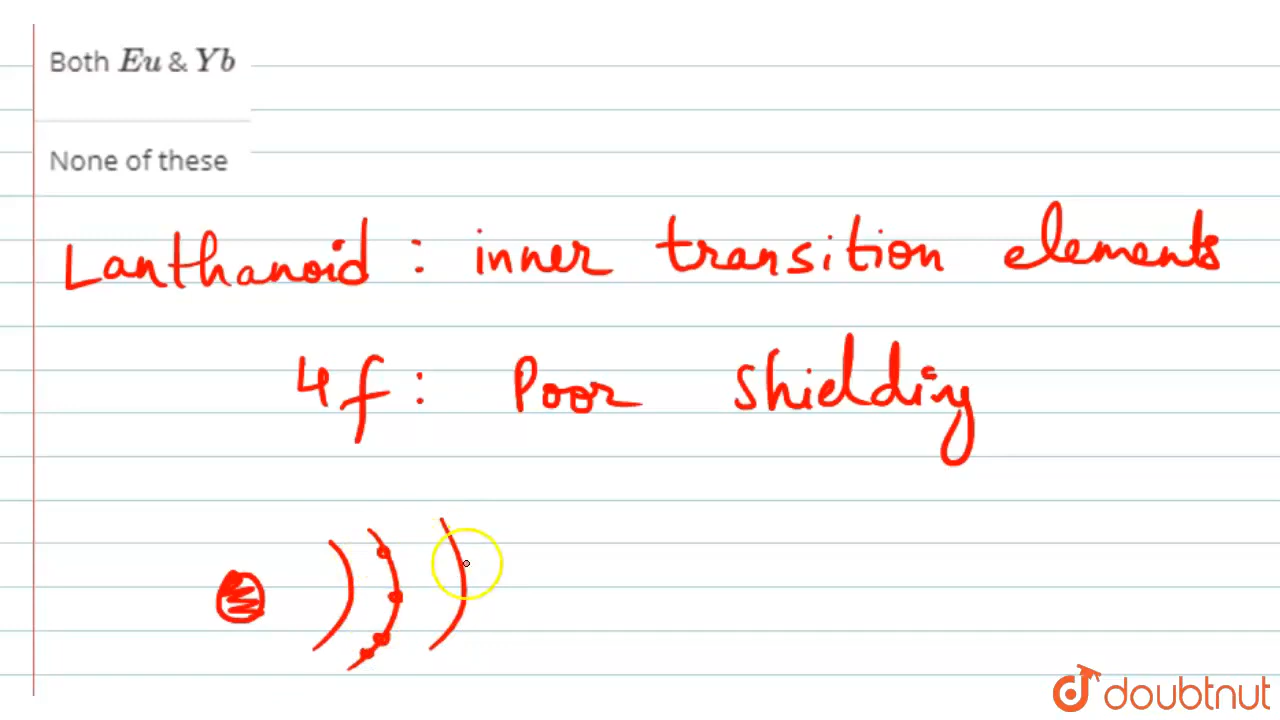 Both Eu & Yb
None of these
Lanthanoid : inner transition elements
4f : Poor Shielding
doubtnut